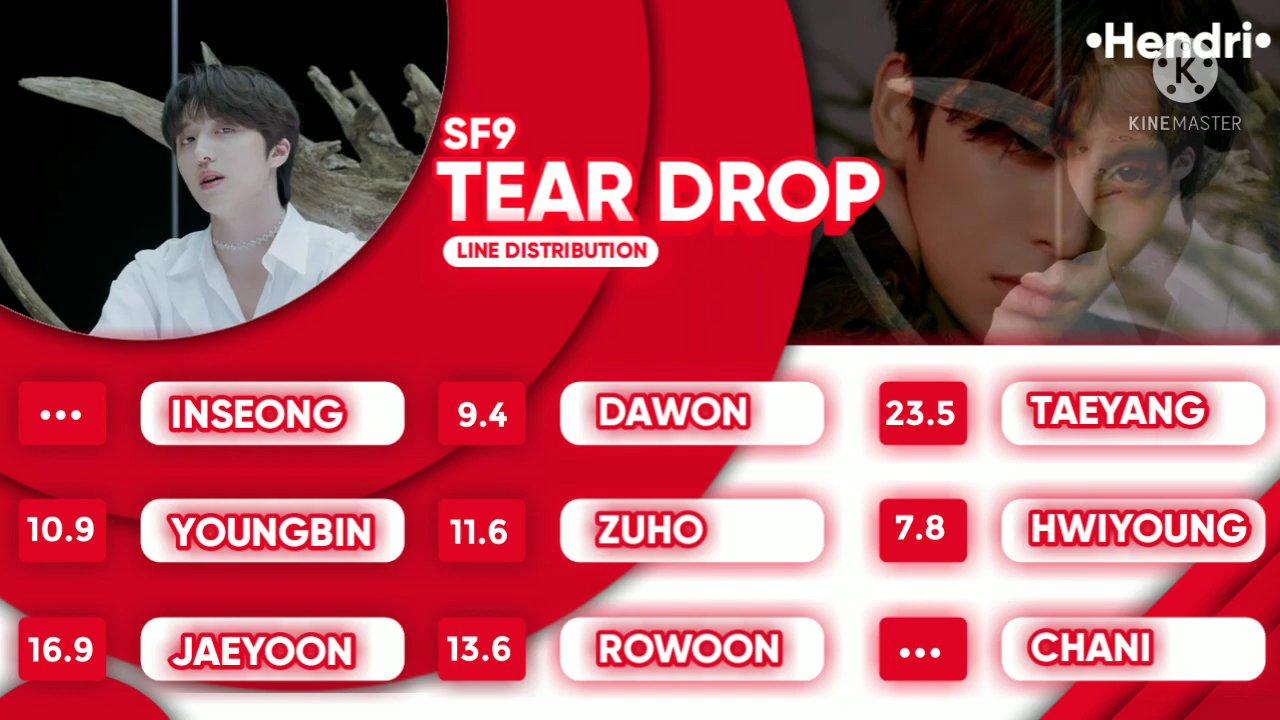 •Hendri•
K
KINEMASTER
SF9
TEAR DROP
LINE DISTRIBUTION
... INSEONG 9.4 DAWON 23.5 TAEYANG
10.9 YOUNGBIN 11.6 ZUHO 7.8 HWIYOUNG
16.9 JAEYOON 13.6 ROWOON ... CHANI